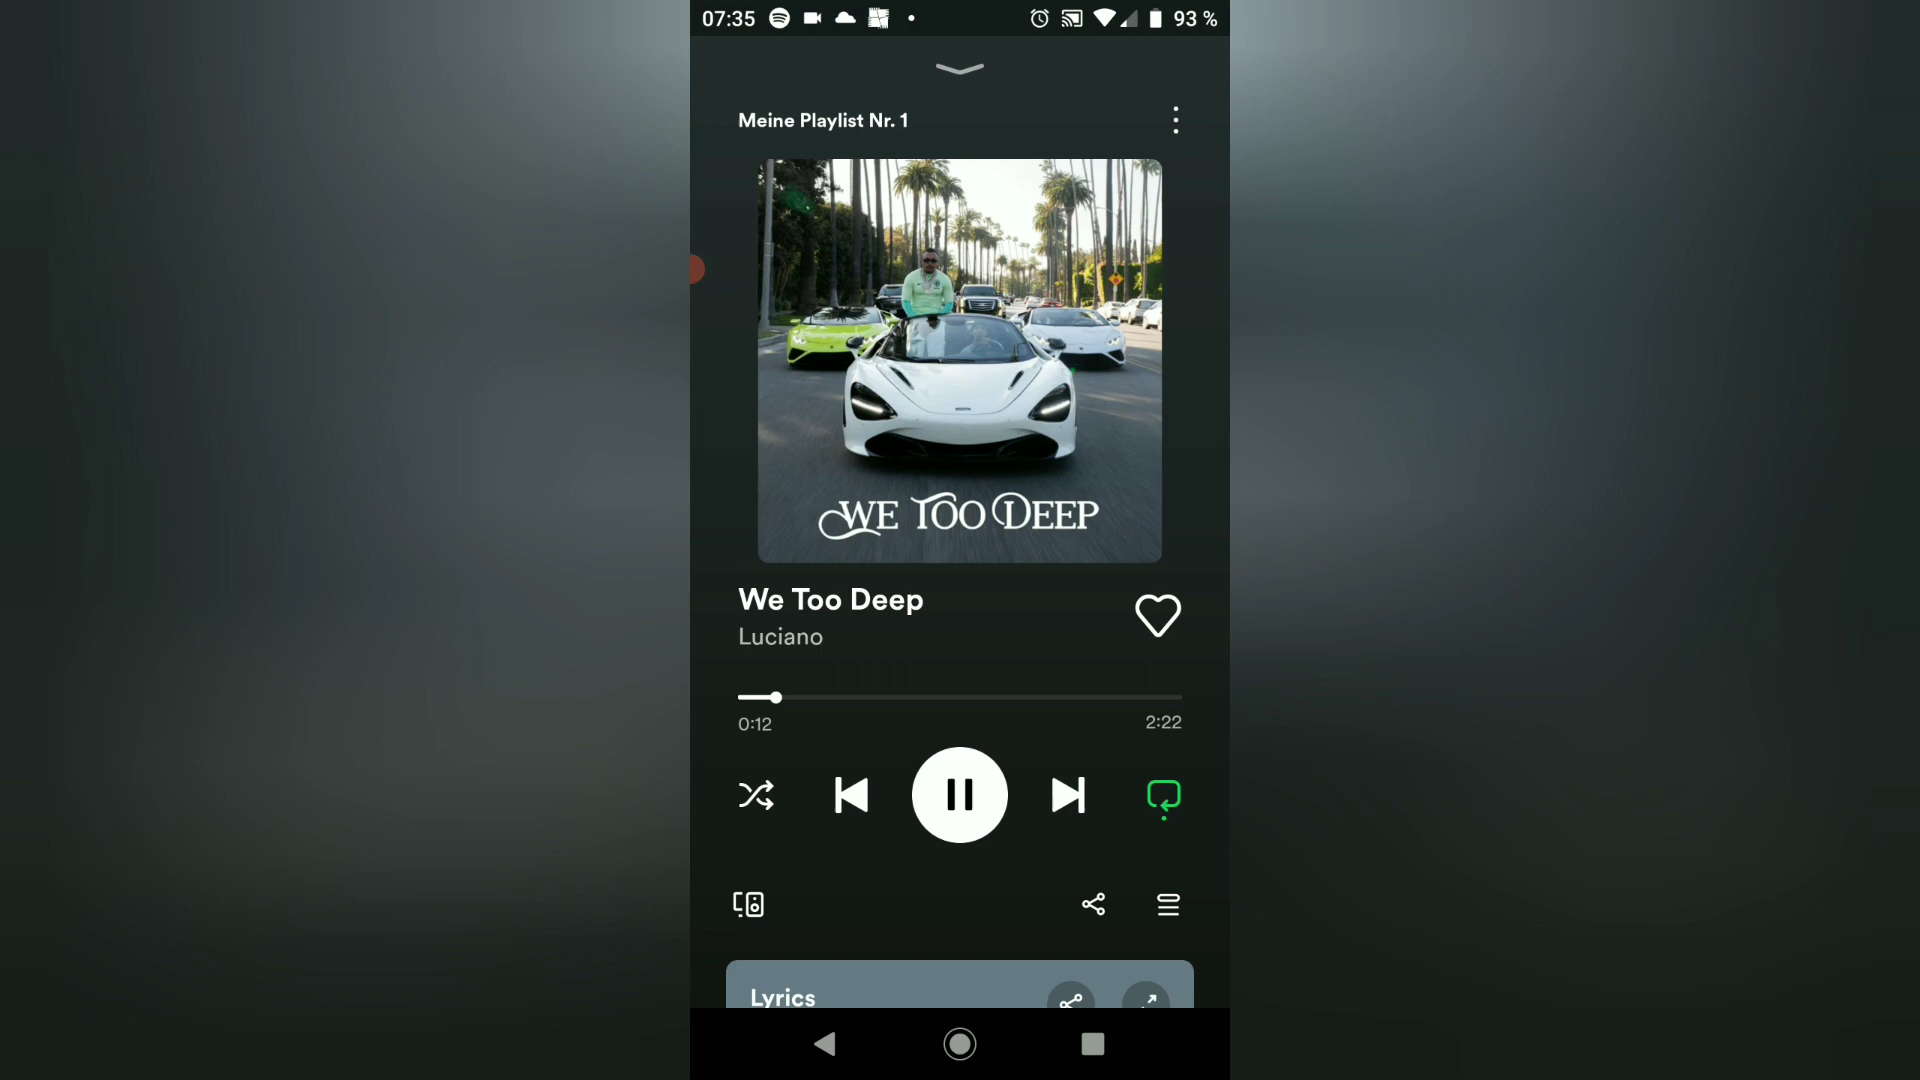 07:35 93 %
Meine Playlist Nr. 1
WE TOO DEEP
We Too Deep
Luciano
0:12 2:22
Lyrics